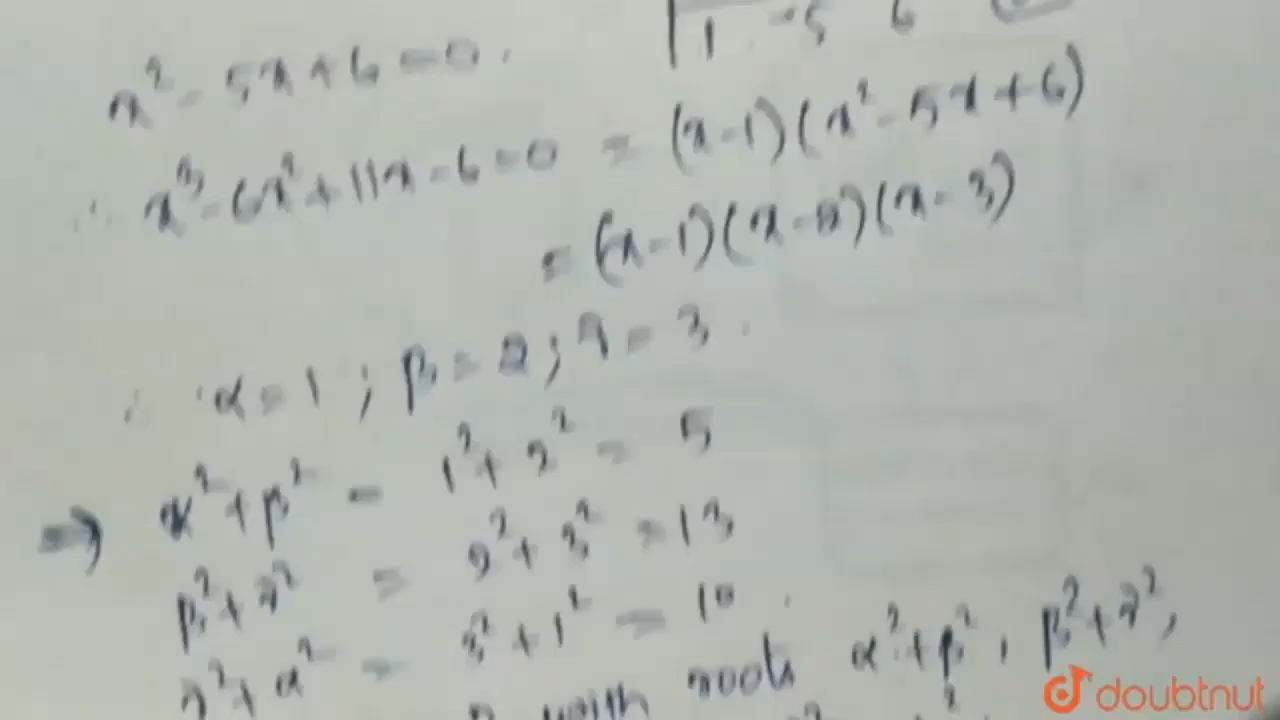 1 -5 6
x² - 5x + 6 = 0.
∴ x³ - 6x² + 11x - 6 = 0 = (x-1)(x² - 5x + 6)
= (x-1)(x-2)(x-3)
∴ α = 1 ; β = 2 ; γ = 3.
⇒ α² + β² = 1² + 2² = 5
β² + γ² = 2² + 3² = 13
γ² + α² = 3² + 1² = 10.
with roots α² + β², β² + γ²,
doubtnut